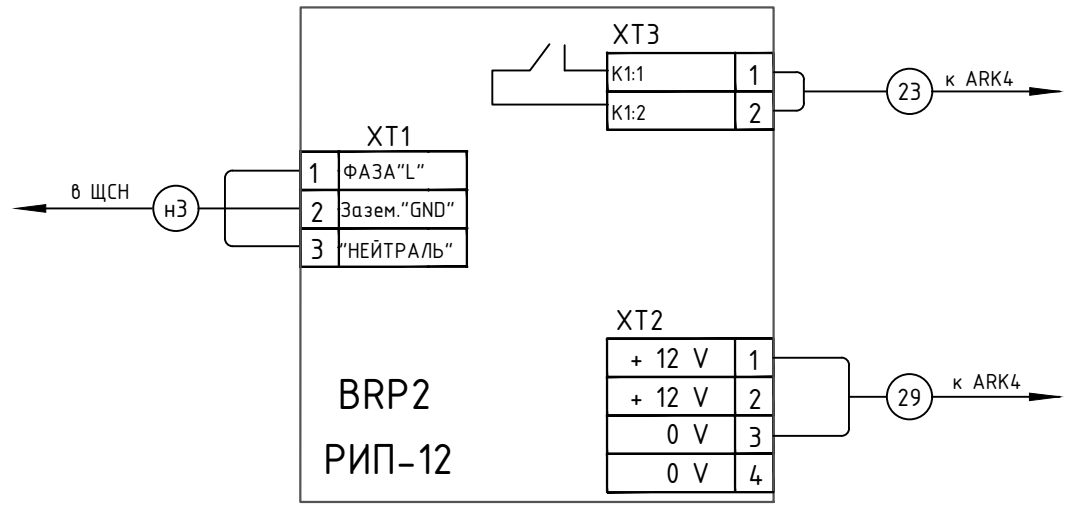 XT3
K1:1 1
K1:2 2
23
к ARK4
XT1
1 ФАЗА"L"
2 Зазем."GND"
3 "НЕЙТРАЛЬ"
в ЩСН
н3
XT2
+ 12 V 1
+ 12 V 2
0 V 3
0 V 4
29
к ARK4
BRP2
РИП-12